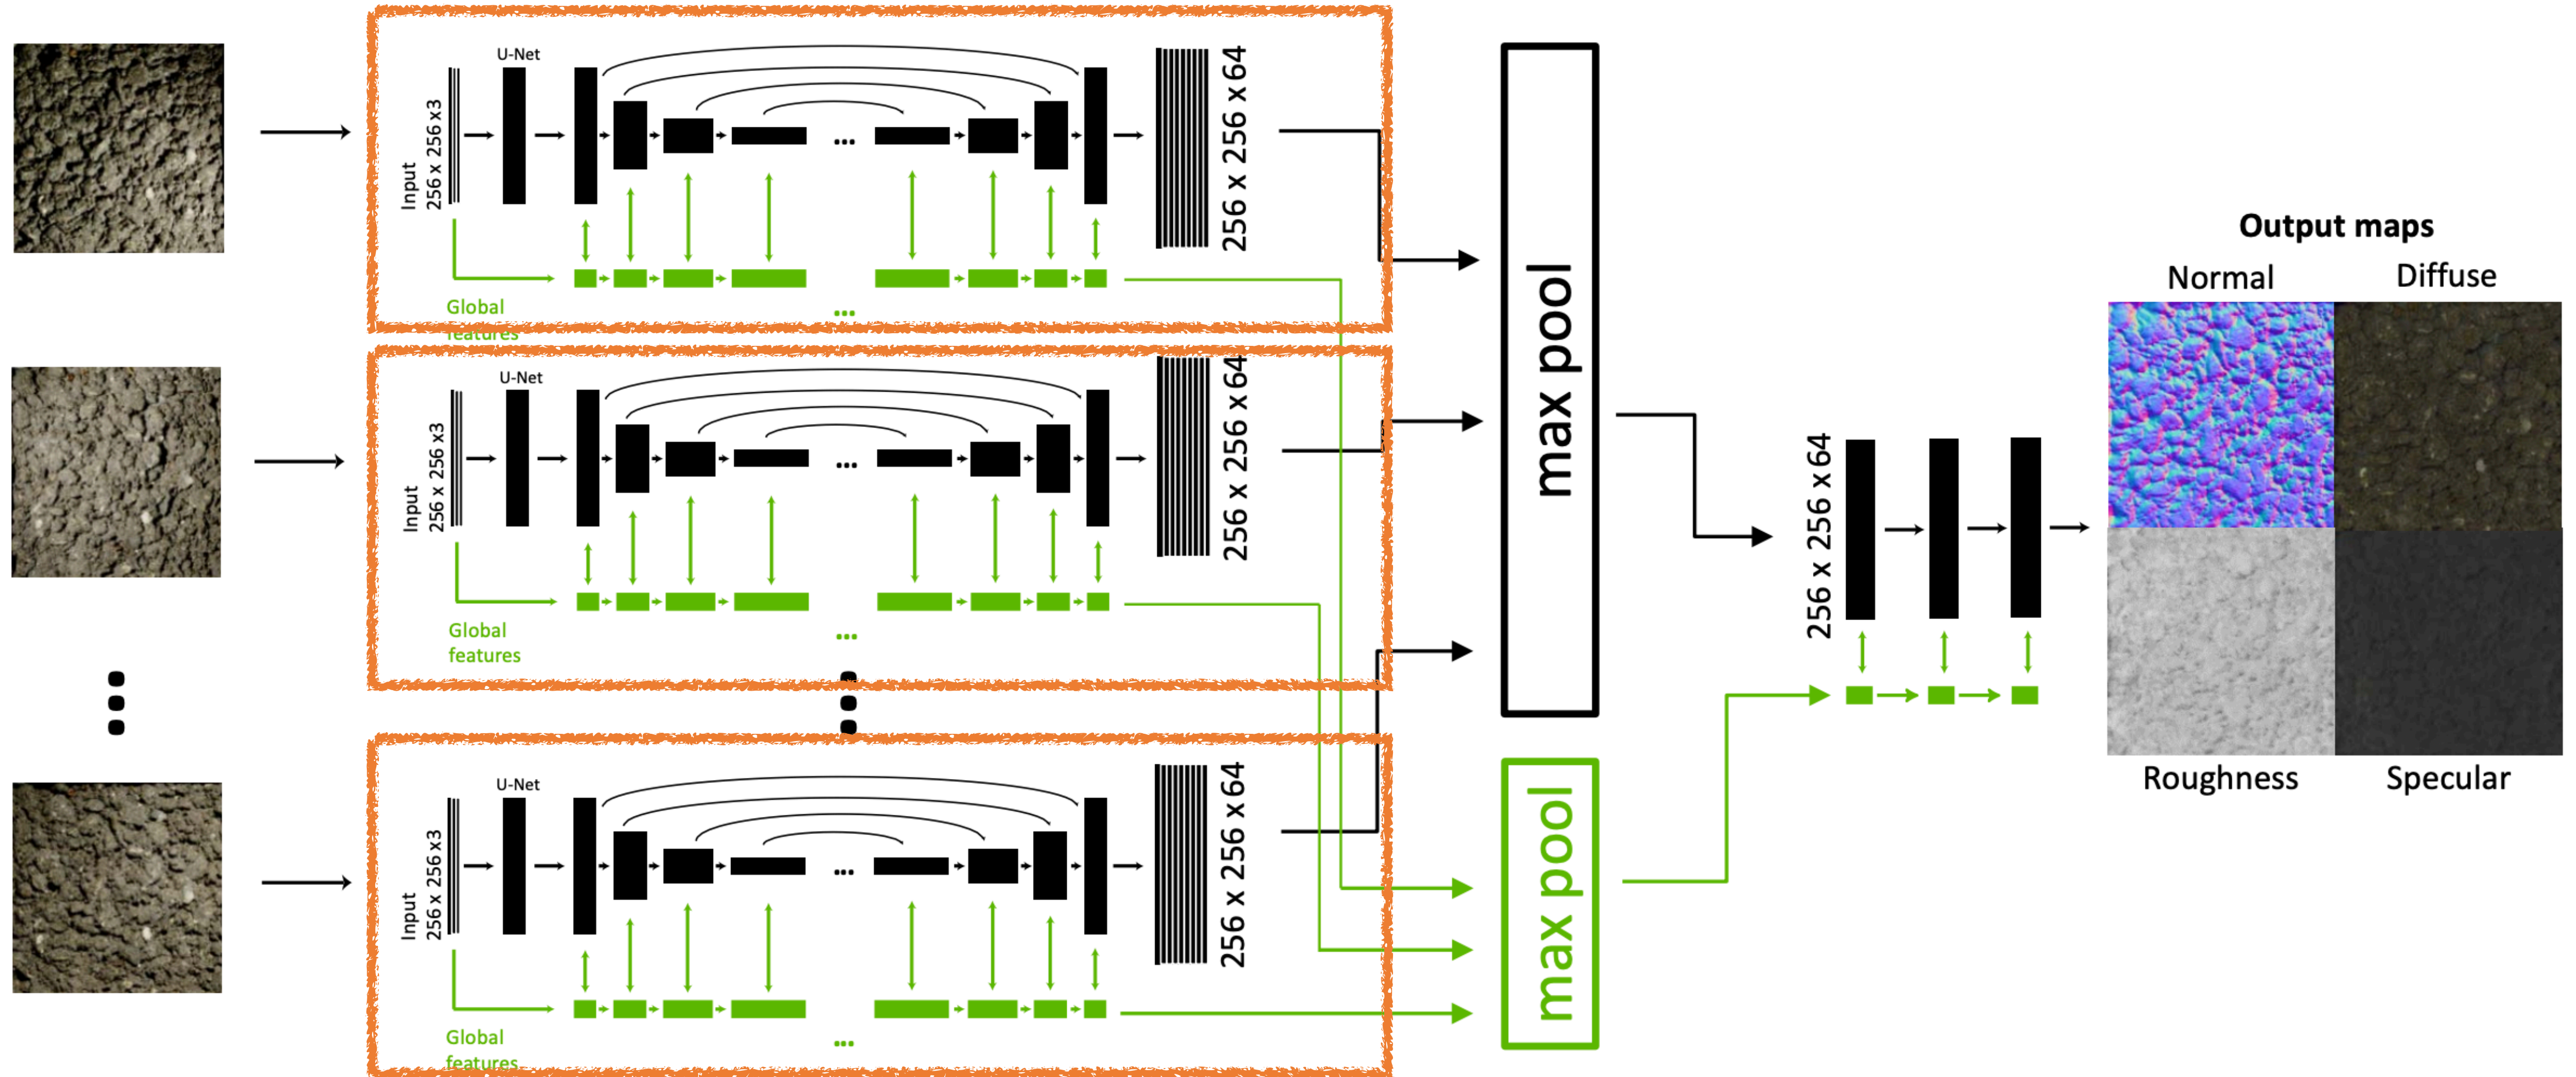 U-Net
Input
256 x 256 x3
256 x 256 x 64
Global
features
...
...
U-Net
Input
256 x 256 x3
256 x 256 x 64
Global
features
...
...
U-Net
Input
256 x 256 x3
256 x 256 x 64
Global
features
...
...
max pool
max pool
256 x 256 x 64
Output maps
Normal
Diffuse
Roughness
Specular